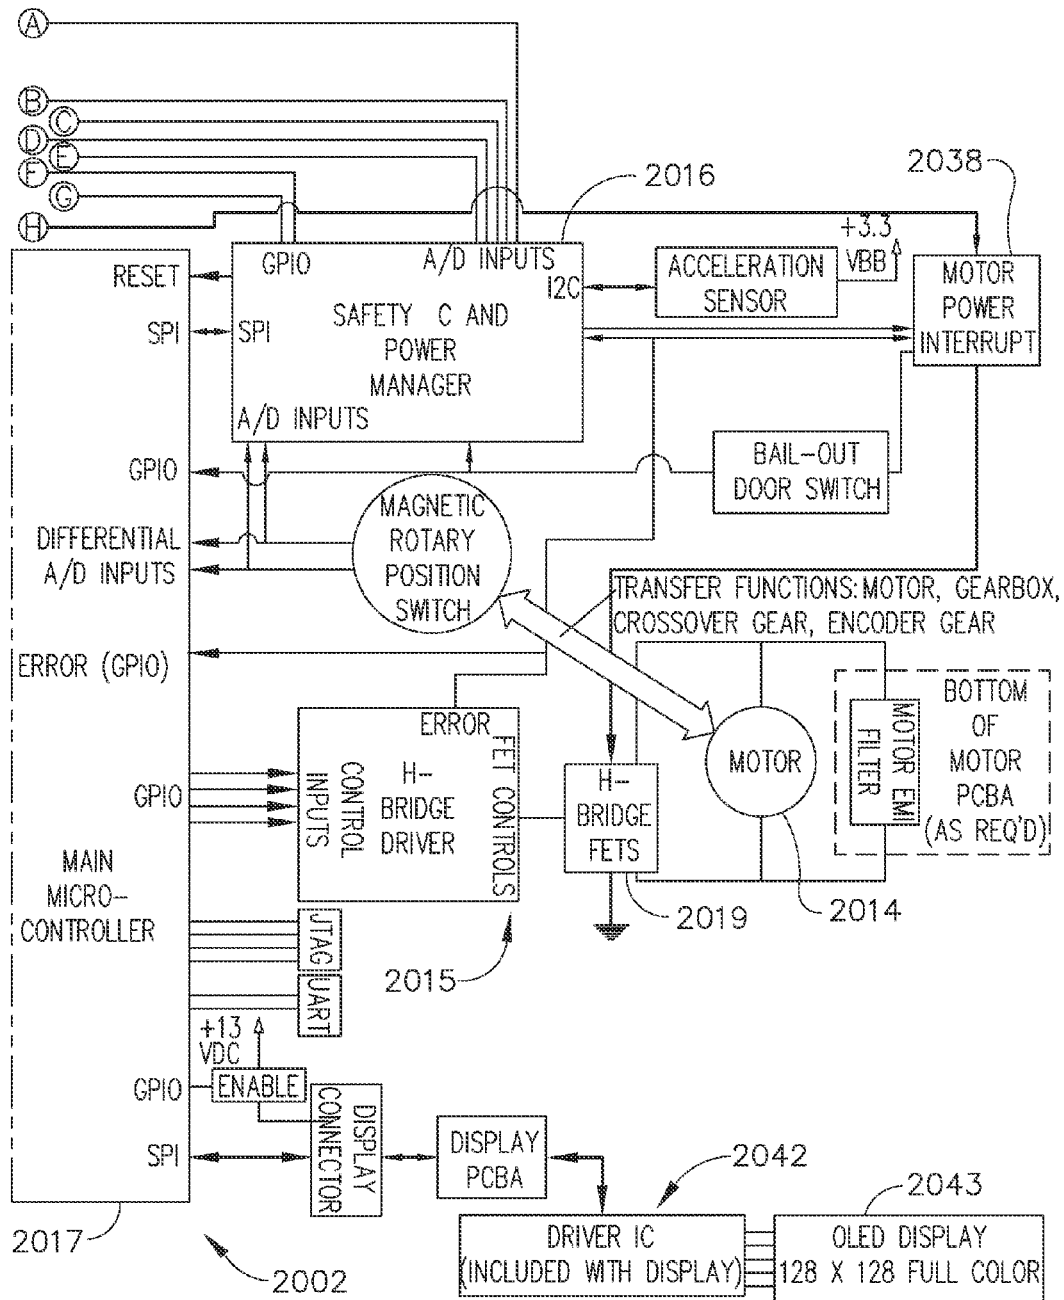 A
B
C
D
E
F
G
H
2016
2038
+3.3
VBB
GPIO
A/D INPUTS
I2C
SAFETY C AND
POWER
MANAGER
SPI
A/D INPUTS
ACCELERATION
SENSOR
MOTOR
POWER
INTERRUPT
RESET
SPI
GPIO
DIFFERENTIAL
A/D INPUTS
ERROR (GPIO)
GPIO
MAIN
MICRO-
CONTROLLER
GPIO
SPI
BAIL-OUT
DOOR SWITCH
MAGNETIC
ROTARY
POSITION
SWITCH
TRANSFER FUNCTIONS: MOTOR, GEARBOX,
CROSSOVER GEAR, ENCODER GEAR
ERROR
CONTROL
INPUTS
H-
BRIDGE
DRIVER
FET CONTROLS
H-
BRIDGE
FETS
MOTOR
MOTOR EMI
FILTER
BOTTOM
OF
MOTOR
PCBA
(AS REQ'D)
2019
2014
2015
JTAG
UART
+13
VDC
ENABLE
DISPLAY
CONNECTOR
DISPLAY
PCBA
2042
2043
DRIVER IC
(INCLUDED WITH DISPLAY)
OLED DISPLAY
128 X 128 FULL COLOR
2017
2002